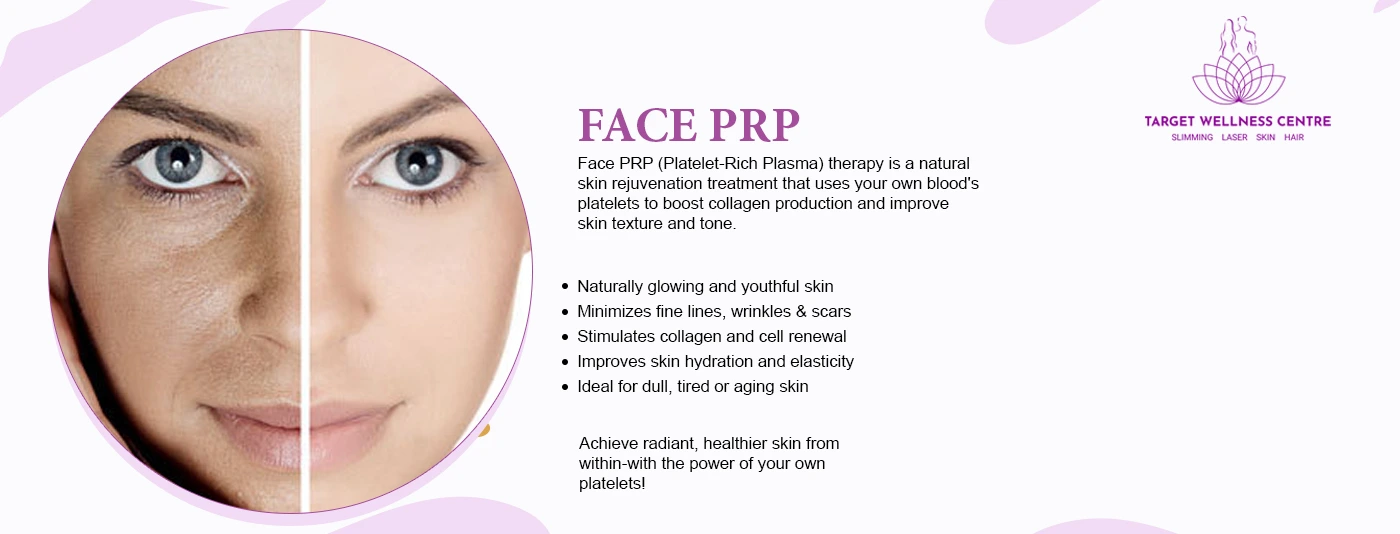 FACE PRP
Face PRP (Platelet-Rich Plasma) therapy is a natural
skin rejuvenation treatment that uses your own blood's
platelets to boost collagen production and improve
skin texture and tone.
• Naturally glowing and youthful skin
• Minimizes fine lines, wrinkles & scars
• Stimulates collagen and cell renewal
• Improves skin hydration and elasticity
• Ideal for dull, tired or aging skin
Achieve radiant, healthier skin from
within-with the power of your own
platelets!
TARGET WELLNESS CENTRE
SLIMMING LASER SKIN HAIR